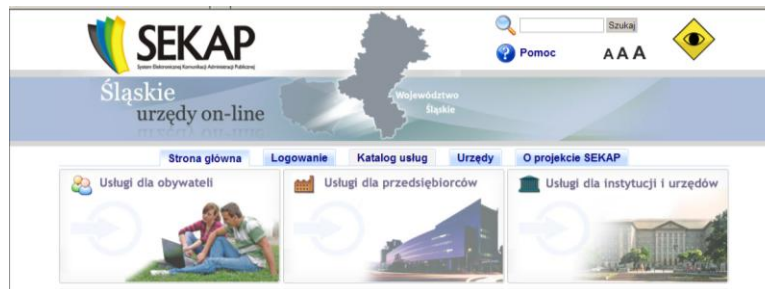 SEKAP
System Elektronicznej Komunikacji Administracji Publicznej
Szukaj
Pomoc
A A A
Śląskie
urzędy on-line
Województwo
Śląskie
Strona główna
Logowanie
Katalog usług
Urzędy
O projekcie SEKAP
Usługi dla obywateli
Usługi dla przedsiębiorców
Usługi dla instytucji i urzędów